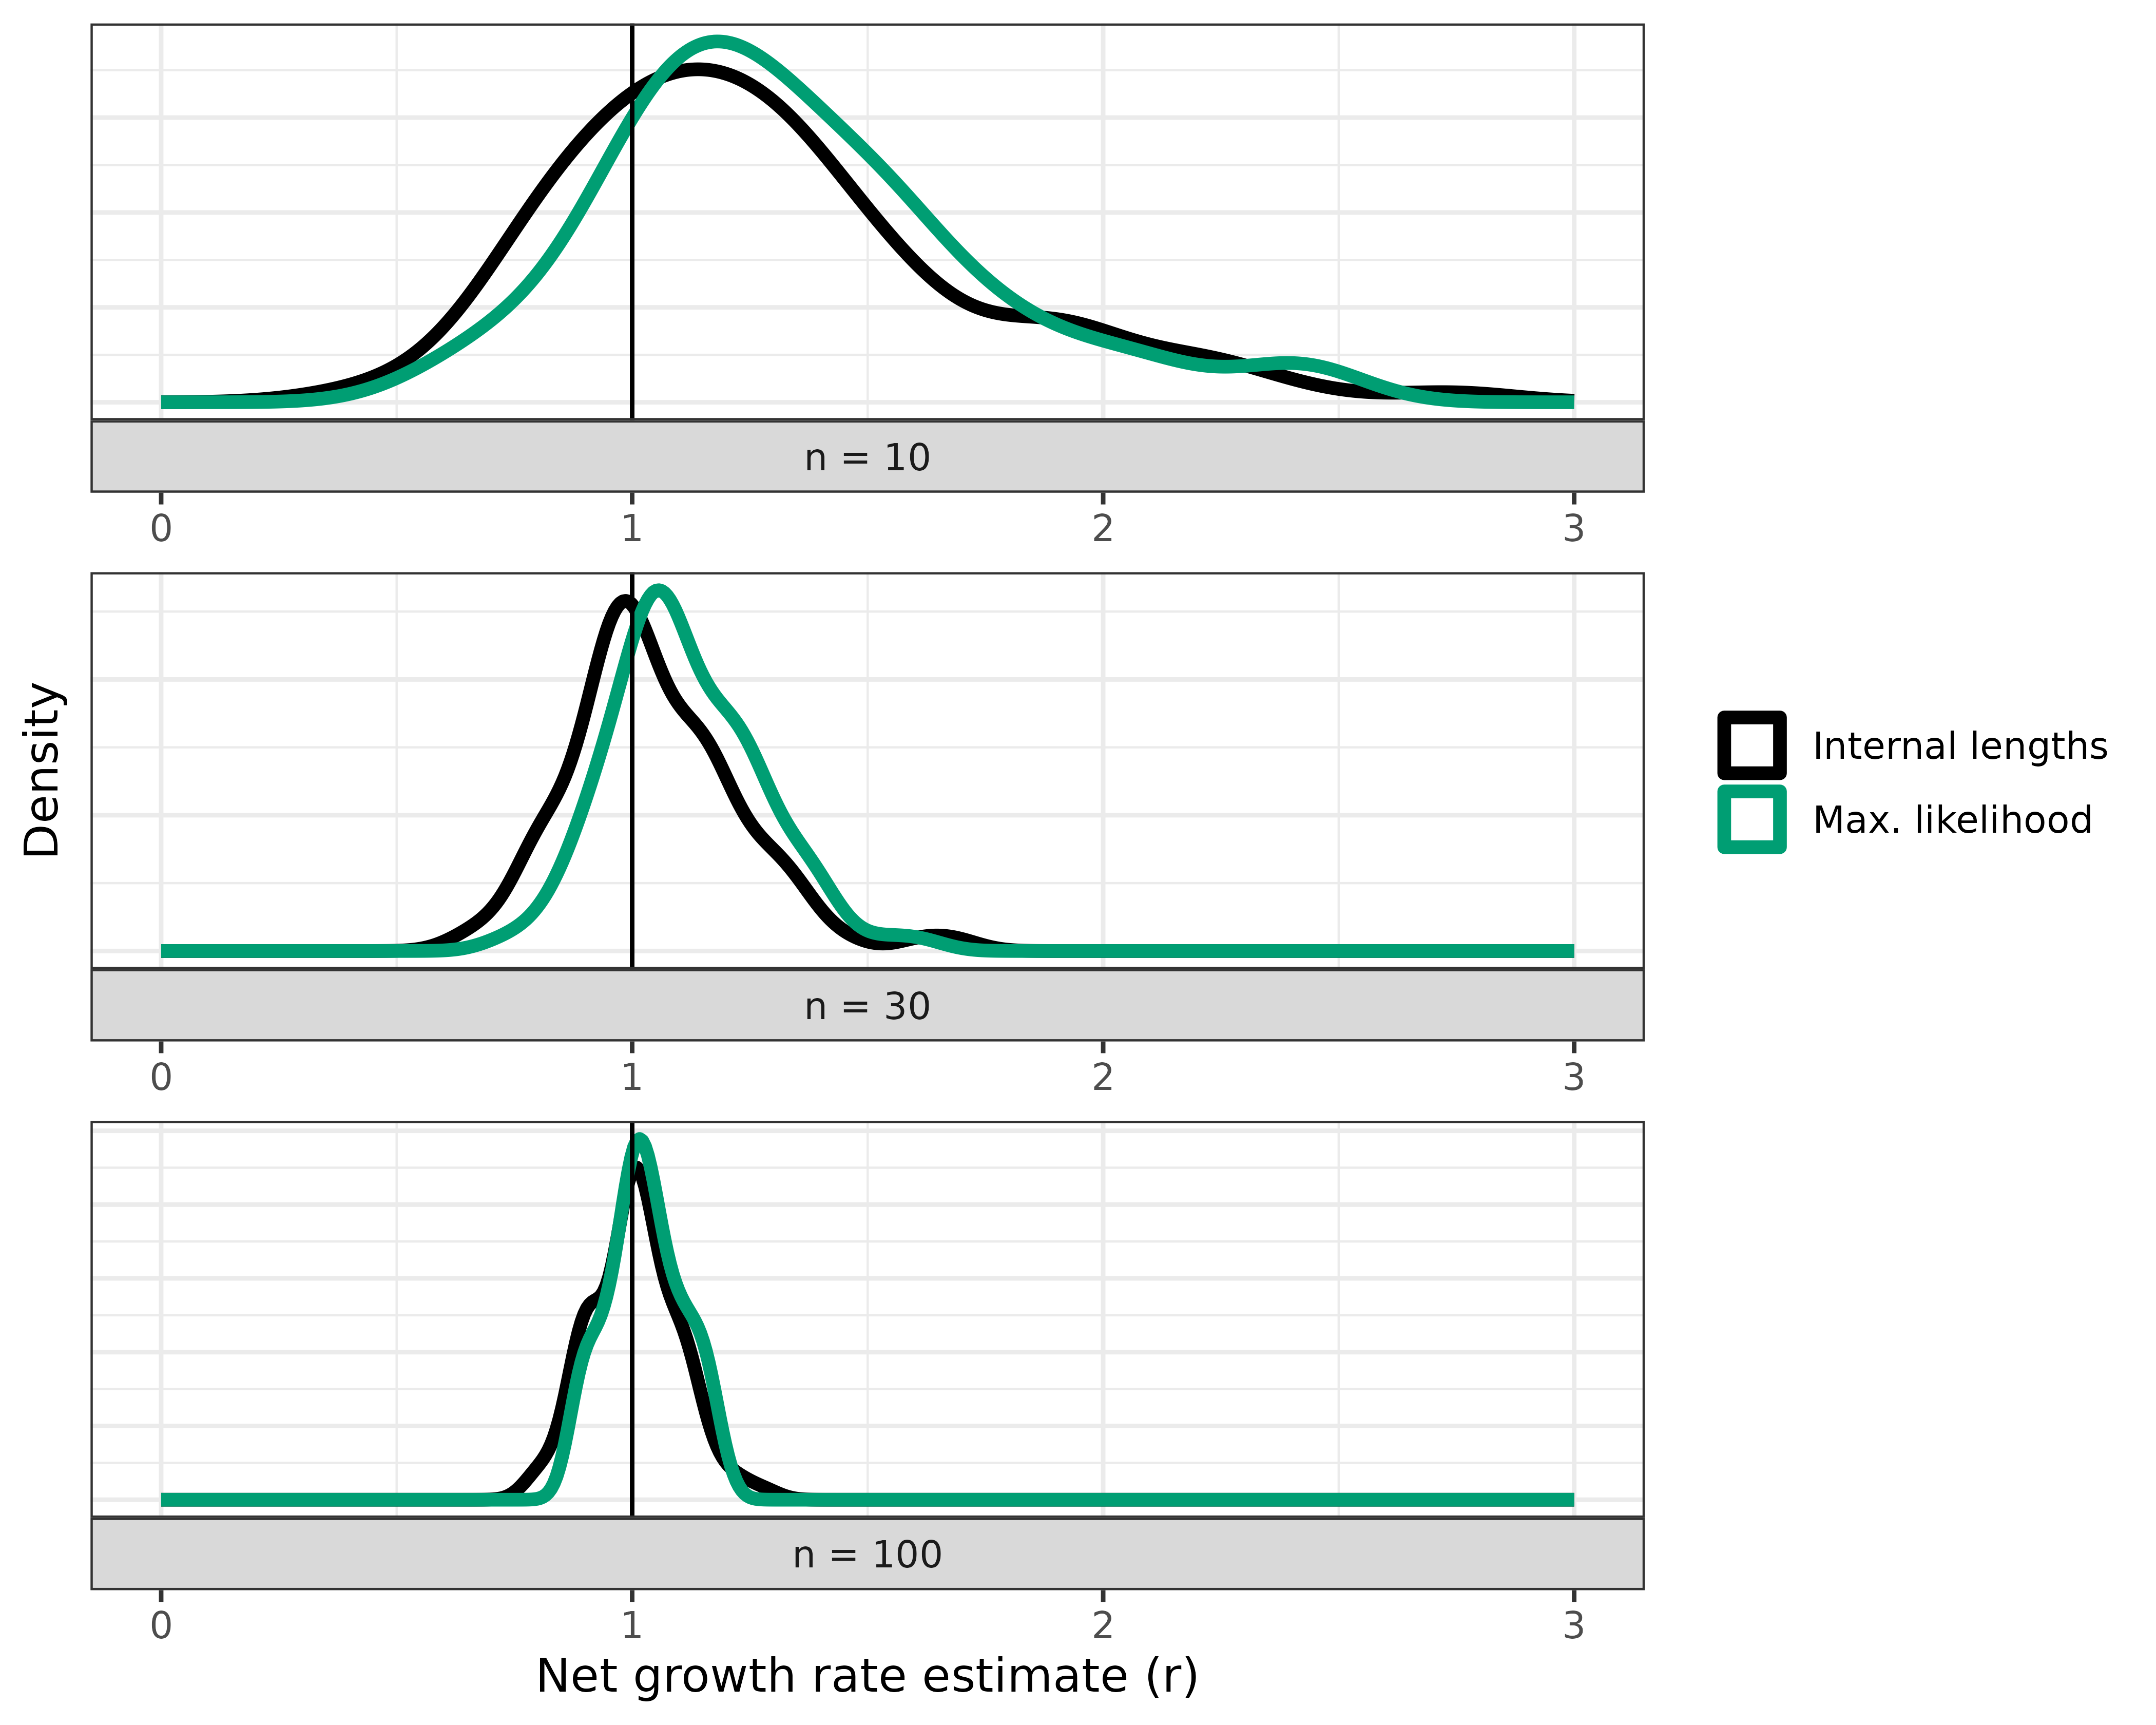 n = 10
0 1 2 3
n = 30
0 1 2 3
n = 100
0 1 2 3
Net growth rate estimate (r)
Density
Internal lengths
Max. likelihood